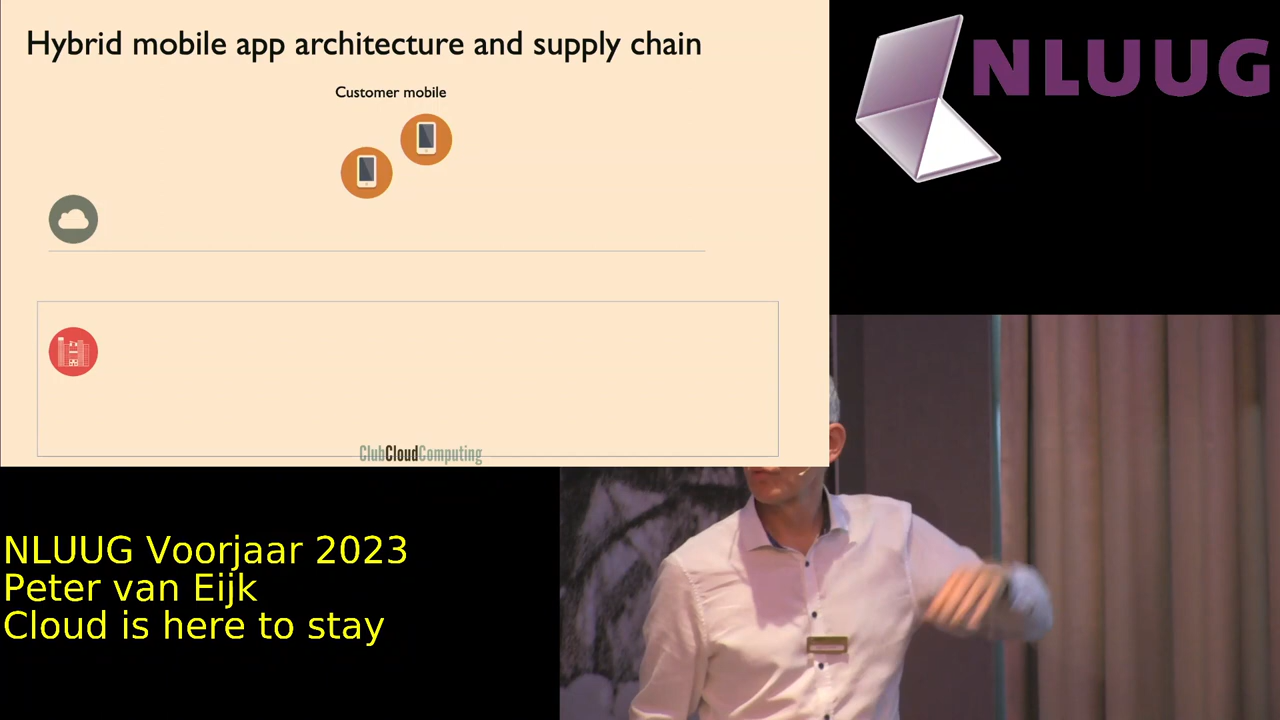 Hybrid mobile app architecture and supply chain
Customer mobile
ClubCloudComputing
NLUUG
NLUUG Voorjaar 2023
Peter van Eijk
Cloud is here to stay